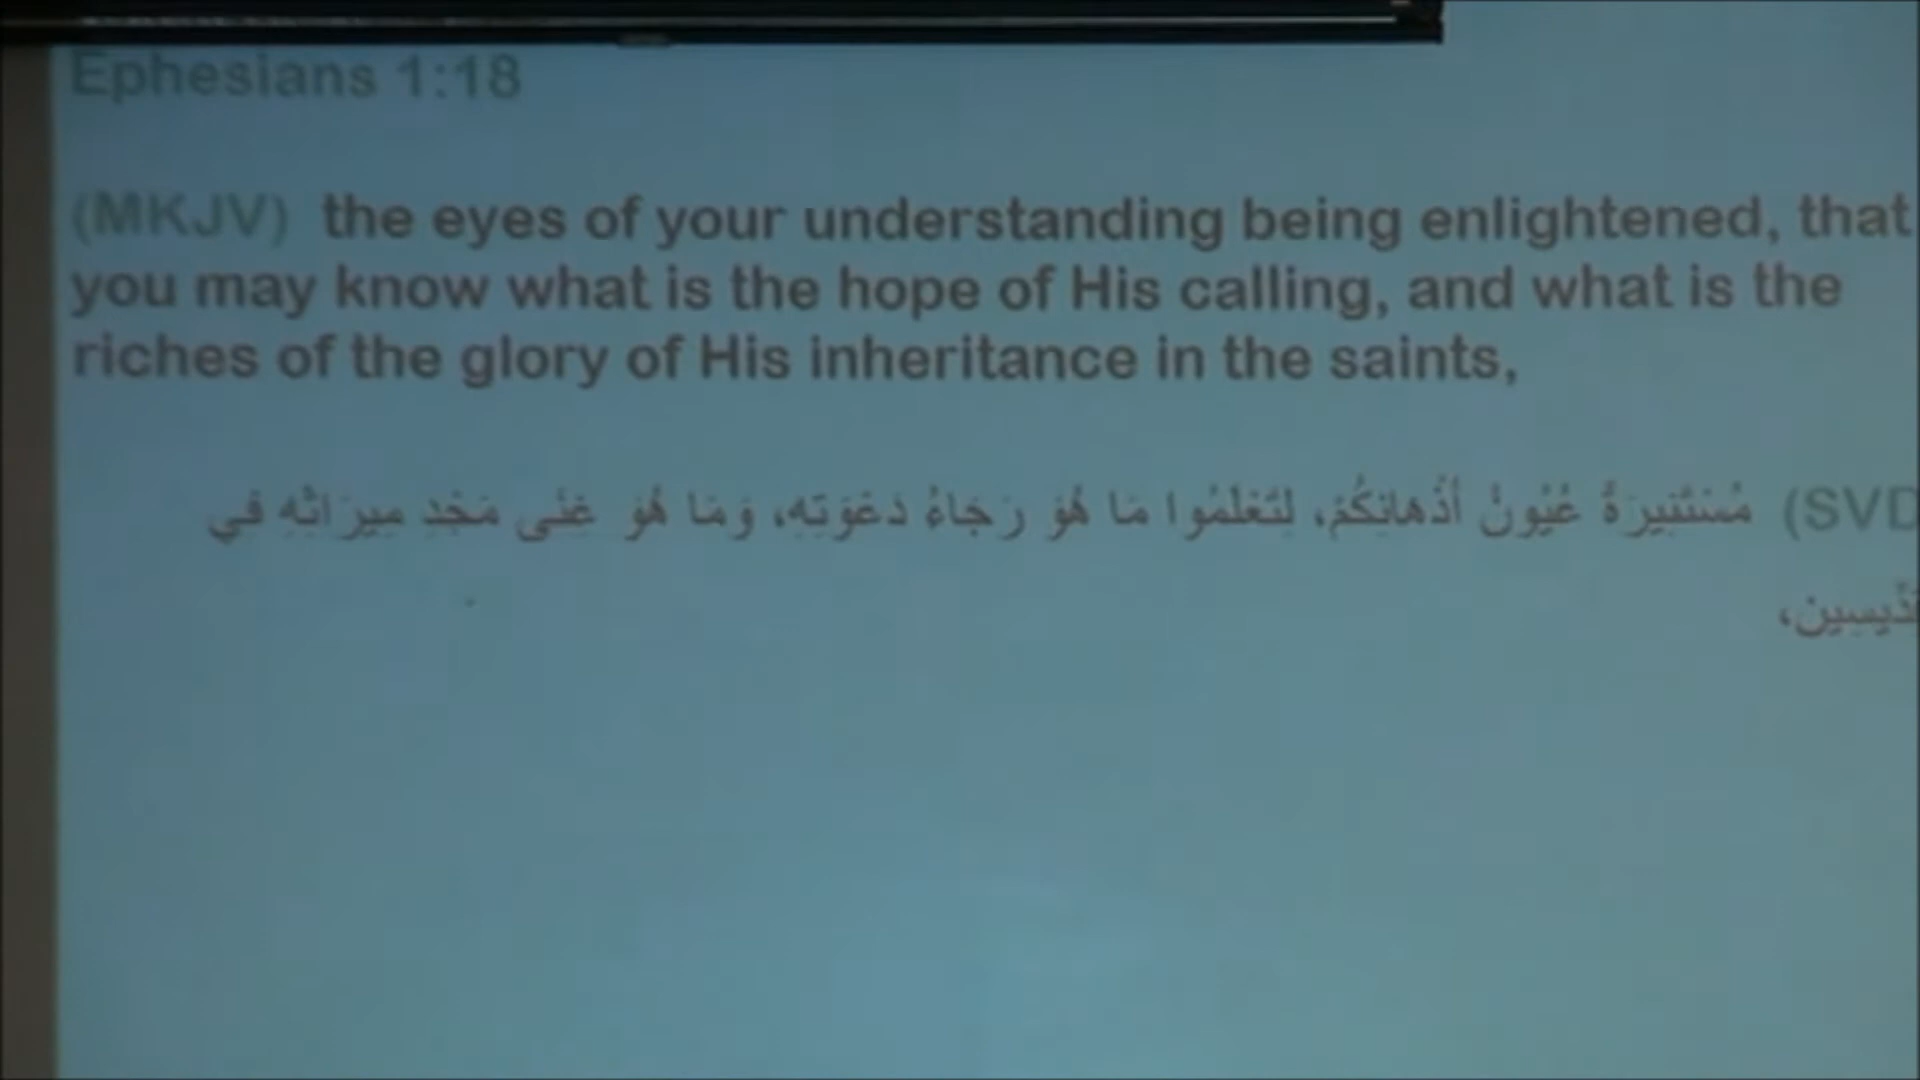 Ephesians 1:18
(MKJV) the eyes of your understanding being enlightened, that
you may know what is the hope of His calling, and what is the
riches of the glory of His inheritance in the saints,
(SVD مُسْتَنِيرَةً عُيُونُ أَذْهَانِكُمْ، لِتَعْلَمُوا مَا هُوَ رَجَاءُ دَعْوَتِهِ، وَمَا هُوَ غِنَى مَجْدِ مِيرَاثِهِ فِي